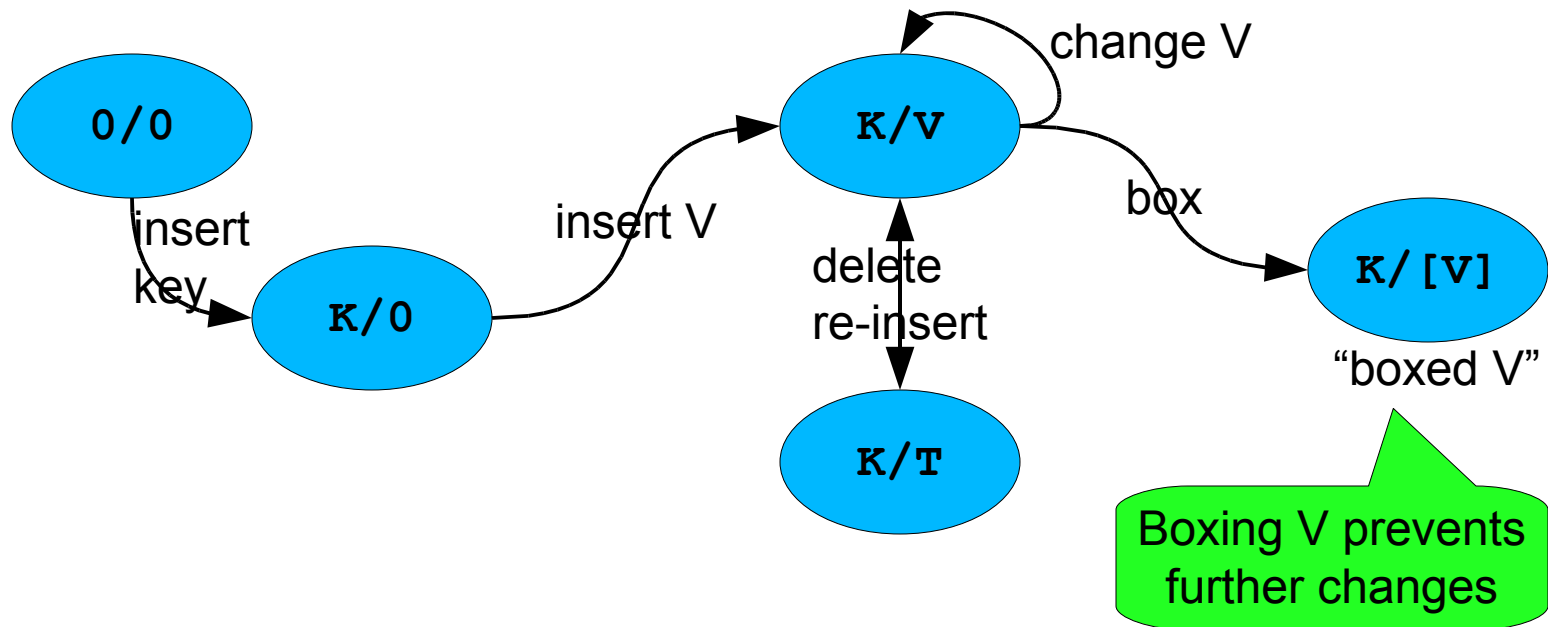 change V
0/0
K/V
insert
key
insert V
box
delete
re-insert
K/0
K/[V]
“boxed V”
K/T
Boxing V prevents
further changes